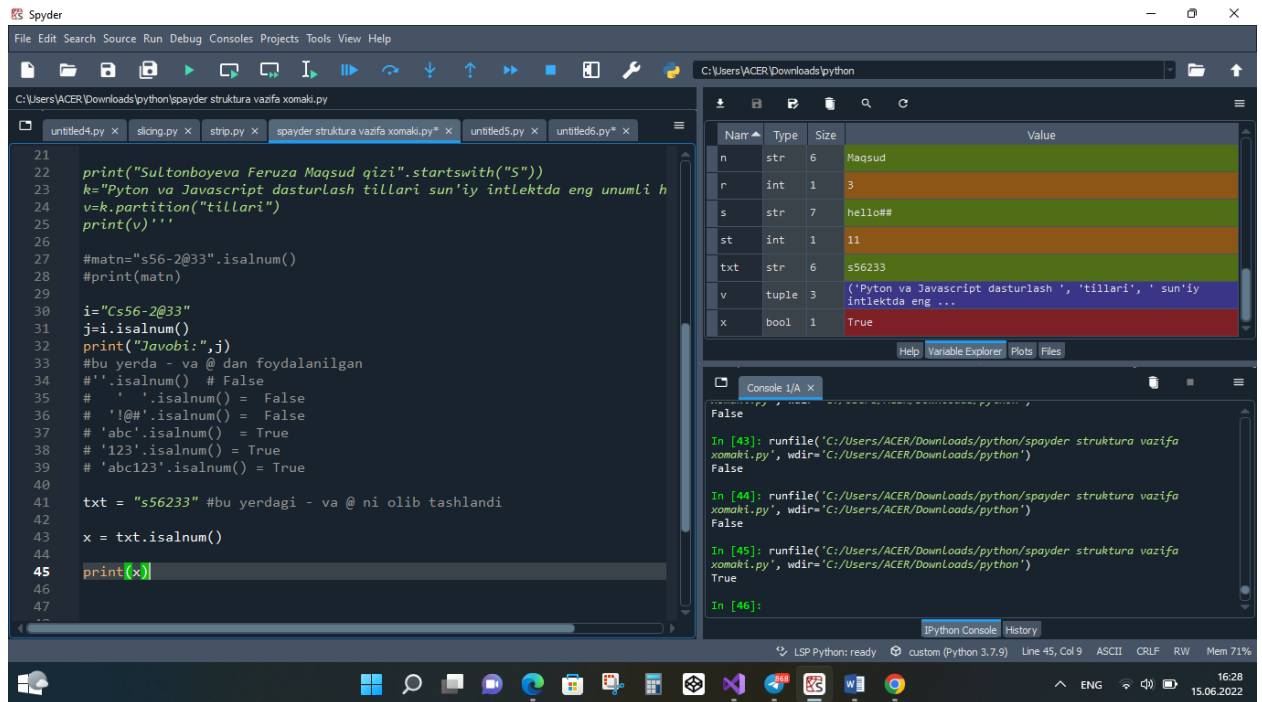 Spyder
File Edit Search Source Run Debug Consoles Projects Tools View Help
C:\Users\ACER\Downloads\python
C:\Users\ACER\Downloads\python\spayder struktura vazifa xomaki.py
untitled4.py × slicing.py × strip.py × spayder struktura vazifa xomaki.py* × untitled5.py × untitled6.py* ×
21
22 print("Sultonboyeva Feruza Maqsud qizi".startswith("S"))
23 k="Pyton va Javascript dasturlash tillari sun'iy intlektda eng unumli h
24 v=k.partition("tillari")
25 print(v)'''
26
27 #matn="s56-2@33".isalnum()
28 #print(matn)
29
30 i="Cs56-2@33"
31 j=i.isalnum()
32 print("Javobi:",j)
33 #bu yerda - va @ dan foydalanilgan
34 #''.isalnum()  # False
35 #   '  '.isalnum() =  False
36 #  '!@#'.isalnum() =  False
37 # 'abc'.isalnum()  = True
38 # '123'.isalnum() = True
39 # 'abc123'.isalnum() = True
40
41 txt = "s56233" #bu yerdagi - va @ ni olib tashlandi
42
43 x = txt.isalnum()
44
45 print(x)
46
47
Nam Type Size Value
n str 6 Maqsud
r int 1 3
s str 7 hello##
st int 1 11
txt str 6 s56233
v tuple 3 ('Pyton va Javascript dasturlash ', 'tillari', ' sun'iy
intlektda eng ...
x bool 1 True
Help Variable Explorer Plots Files
Console 1/A ×
False
In [43]: runfile('C:/Users/ACER/Downloads/python/spayder struktura vazifa
xomaki.py', wdir='C:/Users/ACER/Downloads/python')
False
In [44]: runfile('C:/Users/ACER/Downloads/python/spayder struktura vazifa
xomaki.py', wdir='C:/Users/ACER/Downloads/python')
False
In [45]: runfile('C:/Users/ACER/Downloads/python/spayder struktura vazifa
xomaki.py', wdir='C:/Users/ACER/Downloads/python')
True
In [46]:
IPython Console History
LSP Python: ready custom (Python 3.7.9) Line 45, Col 9 ASCII CRLF RW Mem 71%
868
ENG
16:28
15.06.2022